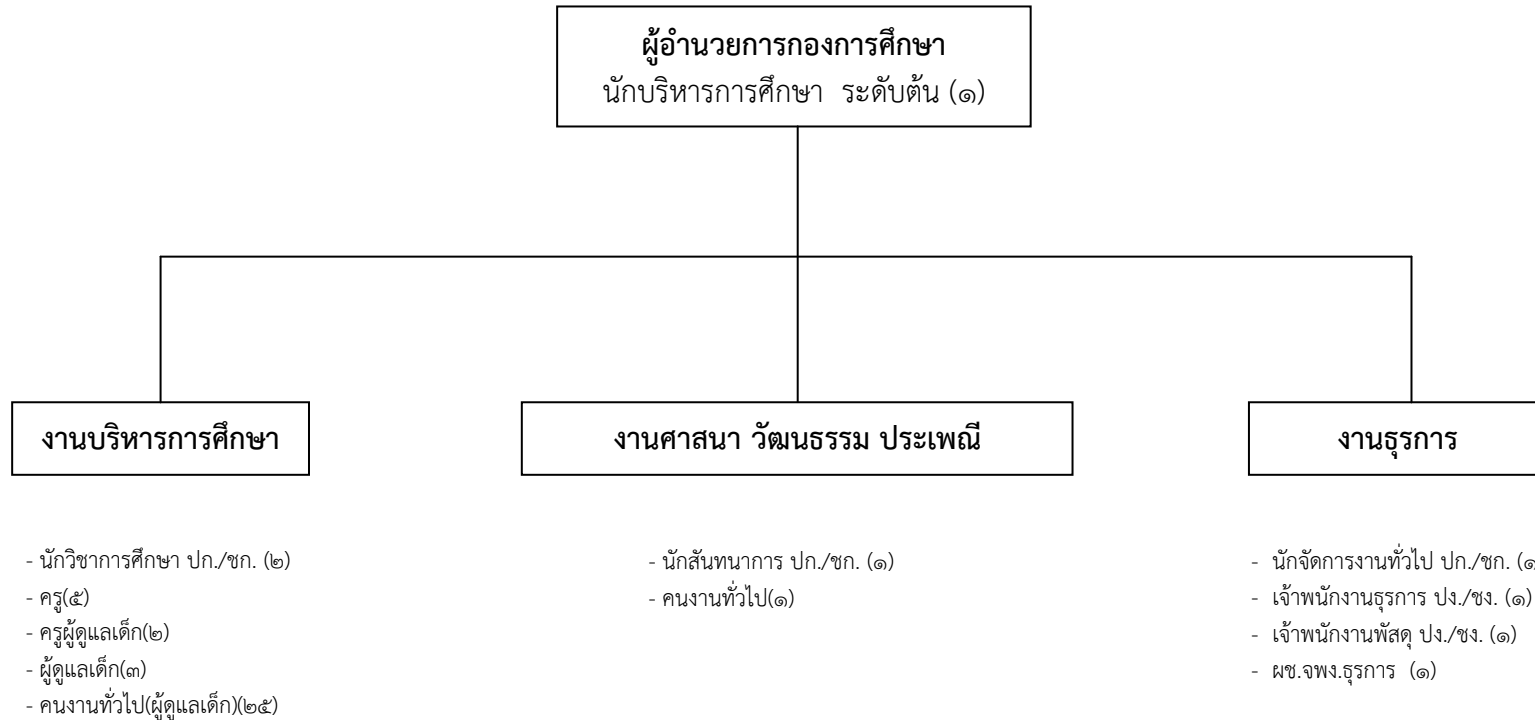 ผู้อำนวยการกองการศึกษา
นักบริหารการศึกษา ระดับต้น (๑)
งานบริหารการศึกษา
- นักวิชาการศึกษา ปก./ชก. (๒)
- ครู(๕)
- ครูผู้ดูแลเด็ก(๒)
- ผู้ดูแลเด็ก(๓)
- คนงานทั่วไป(ผู้ดูแลเด็ก)(๒๕)
งานศาสนา วัฒนธรรม ประเพณี
- นักสันทนาการ ปก./ชก. (๑)
- คนงานทั่วไป(๑)
งานธุรการ
- นักจัดการงานทั่วไป ปก./ชก. (๑
- เจ้าพนักงานธุรการ ปง./ชง. (๑)
- เจ้าพนักงานพัสดุ ปง./ชง. (๑)
- ผช.จพง.ธุรการ (๑)